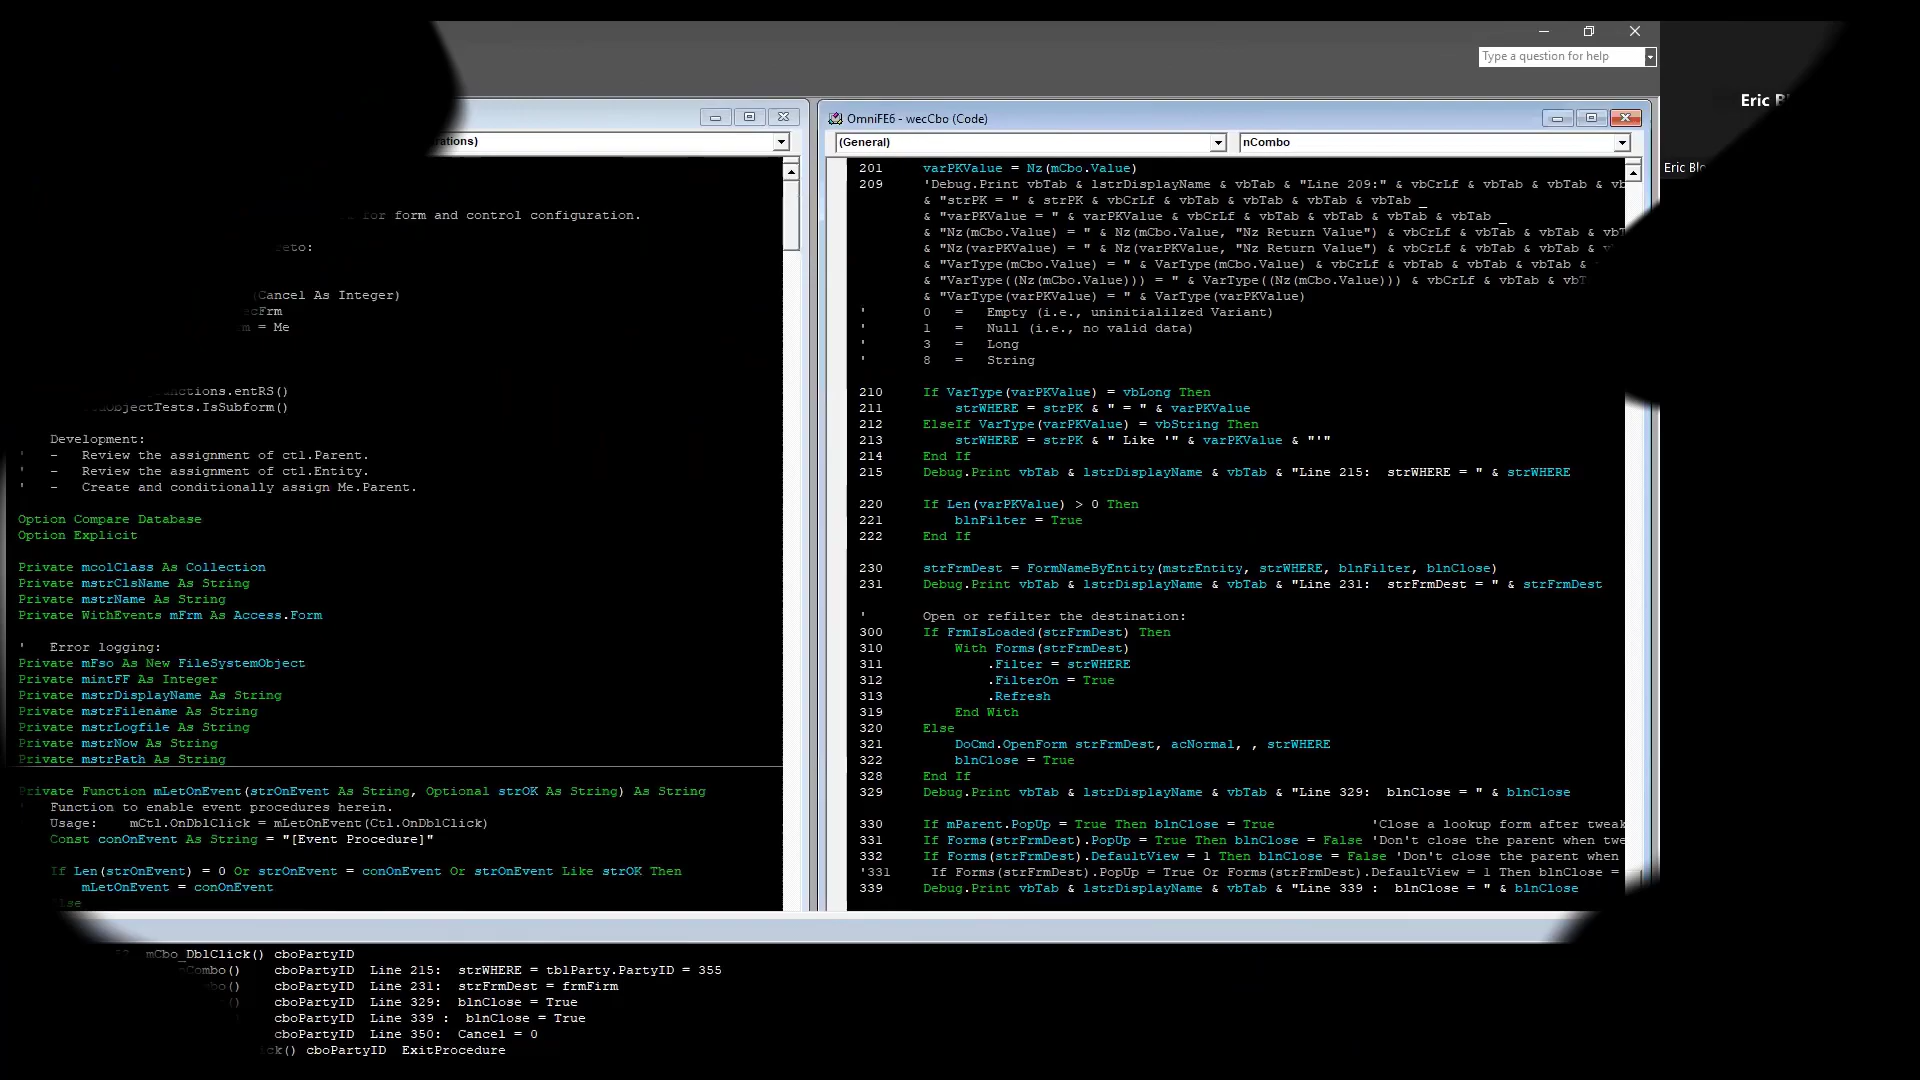 Type a question for help
Eric
Eric Blo
rations)
for form and control configuration.
reto:
(Cancel As Integer)
ecFrm
= Me
nctions.entRS()
dObjectTests.IsSubform()
Development:
' - Review the assignment of ctl.Parent.
' - Review the assignment of ctl.Entity.
' - Create and conditionally assign Me.Parent.
Option Compare Database
Option Explicit
Private mcolClass As Collection
Private mstrClsName As String
Private mstrName As String
Private WithEvents mFrm As Access.Form
' Error logging:
Private mFso As New FileSystemObject
Private mintFF As Integer
Private mstrDisplayName As String
Private mstrFilename As String
Private mstrLogfile As String
Private mstrNow As String
Private mstrPath As String
Private Function mLetOnEvent(strOnEvent As String, Optional strOK As String) As String
' Function to enable event procedures herein.
Usage: mCtl.OnDblClick = mLetOnEvent(Ctl.OnDblClick)
Const conOnEvent As String = "[Event Procedure]"
If Len(strOnEvent) = 0 Or strOnEvent = conOnEvent Or strOnEvent Like strOK Then
mLetOnEvent = conOnEvent
Else
OmniFE6 - wecCbo (Code)
(General) nCombo
201 varPKValue = Nz(mCbo.Value)
209 'Debug.Print vbTab & lstrDisplayName & vbTab & "Line 209:" & vbCrLf & vbTab & vbTab & vb
& "strPK = " & strPK & vbCrLf & vbTab & vbTab & vbTab & vbTab _
& "varPKValue = " & varPKValue & vbCrLf & vbTab & vbTab & vbTab & vbTab _
& "Nz(mCbo.Value) = " & Nz(mCbo.Value, "Nz Return Value") & vbCrLf & vbTab & vbTab & vbT
& "Nz(varPKValue) = " & Nz(varPKValue, "Nz Return Value") & vbCrLf & vbTab & vbTab & vb
& "VarType(mCbo.Value) = " & VarType(mCbo.Value) & vbCrLf & vbTab & vbTab & vbTab &
& "VarType((Nz(mCbo.Value))) = " & VarType((Nz(mCbo.Value))) & vbCrLf & vbTab & vbT
& "VarType(varPKValue) = " & VarType(varPKValue)
' 0 = Empty (i.e., uninitialilzed Variant)
' 1 = Null (i.e., no valid data)
' 3 = Long
' 8 = String
210 If VarType(varPKValue) = vbLong Then
211 strWHERE = strPK & " = " & varPKValue
212 ElseIf VarType(varPKValue) = vbString Then
213 strWHERE = strPK & " Like '" & varPKValue & "'"
214 End If
215 Debug.Print vbTab & lstrDisplayName & vbTab & "Line 215: strWHERE = " & strWHERE
220 If Len(varPKValue) > 0 Then
221 blnFilter = True
222 End If
230 strFrmDest = FormNameByEntity(mstrEntity, strWHERE, blnFilter, blnClose)
231 Debug.Print vbTab & lstrDisplayName & vbTab & "Line 231: strFrmDest = " & strFrmDest
' Open or refilter the destination:
300 If FrmIsLoaded(strFrmDest) Then
310 With Forms(strFrmDest)
311 .Filter = strWHERE
312 .FilterOn = True
313 .Refresh
319 End With
320 Else
321 DoCmd.OpenForm strFrmDest, acNormal, , strWHERE
322 blnClose = True
328 End If
329 Debug.Print vbTab & lstrDisplayName & vbTab & "Line 329: blnClose = " & blnClose
330 If mParent.PopUp = True Then blnClose = True 'Close a lookup form after tweak
331 If Forms(strFrmDest).PopUp = True Then blnClose = False 'Don't close the parent when twe
332 If Forms(strFrmDest).DefaultView = 1 Then blnClose = False 'Don't close the parent when
'331 If Forms(strFrmDest).PopUp = True Or Forms(strFrmDest).DefaultView = 1 Then blnClose =
339 Debug.Print vbTab & lstrDisplayName & vbTab & "Line 339 : blnClose = " & blnClose
mCbo_DblClick() cboPartyID
Combo() cboPartyID Line 215: strWHERE = tblParty.PartyID = 355
bo() cboPartyID Line 231: strFrmDest = frmFirm
) cboPartyID Line 329: blnClose = True
cboPartyID Line 339 : blnClose = True
cboPartyID Line 350: Cancel = 0
ck() cboPartyID ExitProcedure